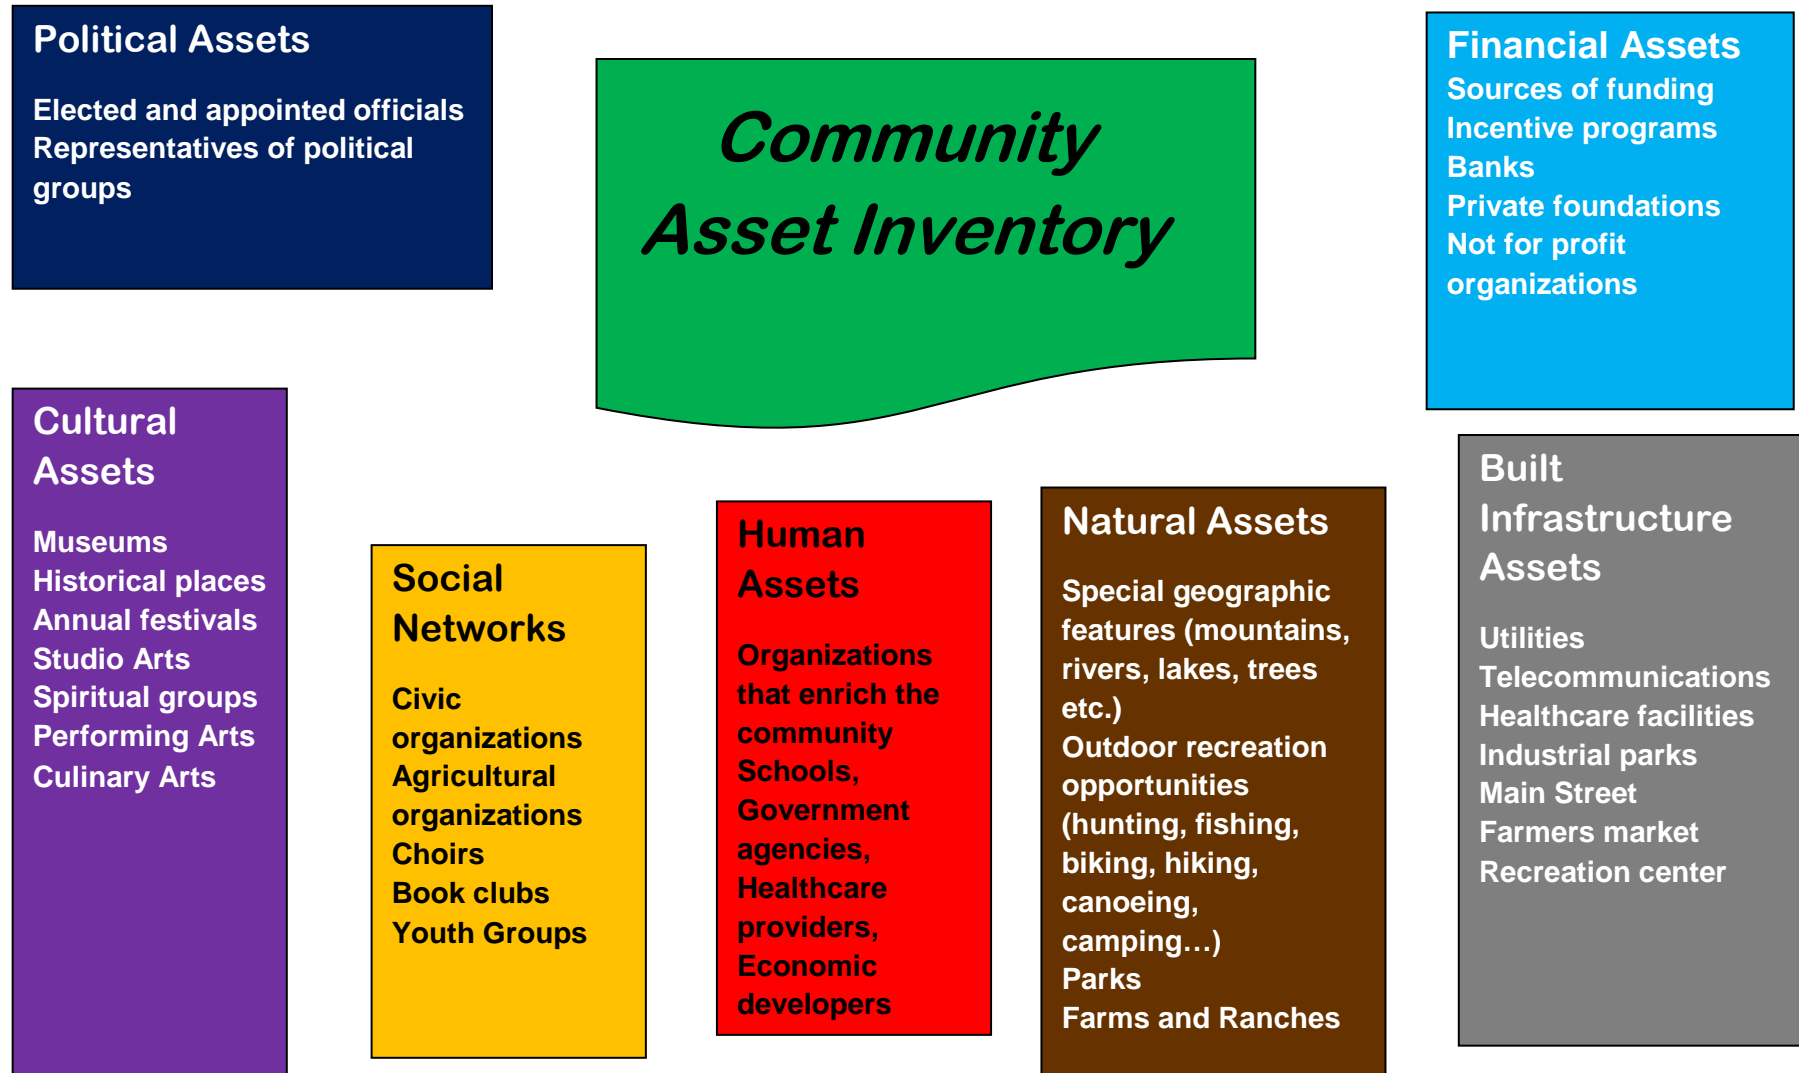 Political Assets
Elected and appointed officials
Representatives of political
groups
Community
Asset Inventory
Financial Assets
Sources of funding
Incentive programs
Banks
Private foundations
Not for profit
organizations
Cultural
Assets
Museums
Historical places
Annual festivals
Studio Arts
Spiritual groups
Performing Arts
Culinary Arts
Social
Networks
Civic
organizations
Agricultural
organizations
Choirs
Book clubs
Youth Groups
Human
Assets
Organizations
that enrich the
community
Schools,
Government
agencies,
Healthcare
providers,
Economic
developers
Natural Assets
Special geographic
features (mountains,
rivers, lakes, trees
etc.)
Outdoor recreation
opportunities
(hunting, fishing,
biking, hiking,
canoeing,
camping…)
Parks
Farms and Ranches
Built
Infrastructure
Assets
Utilities
Telecommunications
Healthcare facilities
Industrial parks
Main Street
Farmers market
Recreation center